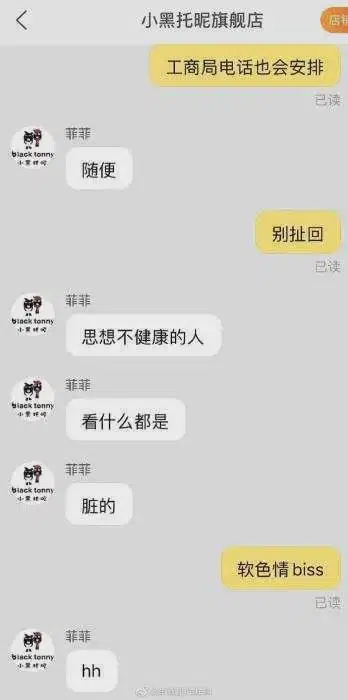 小黑托昵旗舰店
店铺
工商局电话也会安排
已读
菲菲
随便
black tonny
小黑托昵
别扯回
已读
菲菲
思想不健康的人
black tonny
小黑托昵
菲菲
看什么都是
black tonny
小黑托昵
菲菲
脏的
black tonny
小黑托昵
软色情biss
已读
菲菲
hh
black tonny
小黑托昵